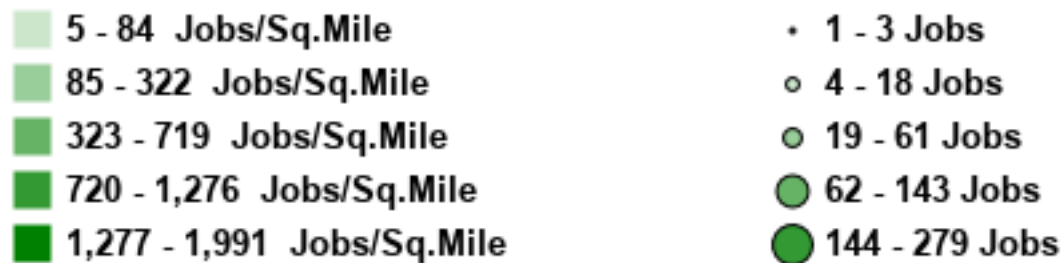 5 - 84 Jobs/Sq.Mile
85 - 322 Jobs/Sq.Mile
323 - 719 Jobs/Sq.Mile
720 - 1,276 Jobs/Sq.Mile
1,277 - 1,991 Jobs/Sq.Mile
1 - 3 Jobs
4 - 18 Jobs
19 - 61 Jobs
62 - 143 Jobs
144 - 279 Jobs